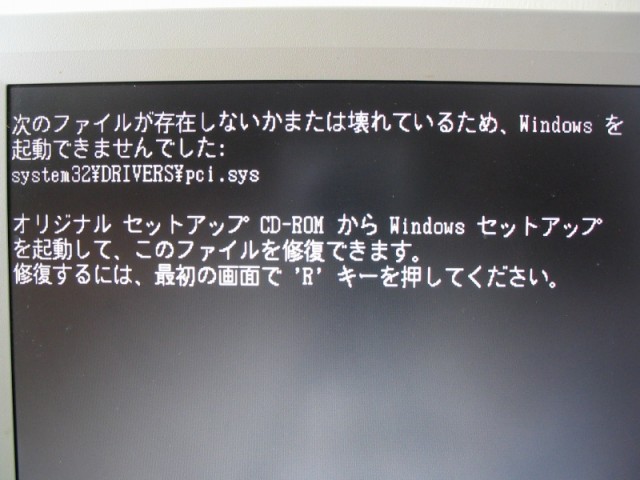 次のファイルが存在しないかまたは壊れているため、Windows を
起動できませんでした:
system32¥DRIVERS¥pci.sys
オリジナル セットアップ CD-ROM から Windows セットアップ
を起動して、このファイルを修復できます。
修復するには、最初の画面で 'R' キーを押してください。